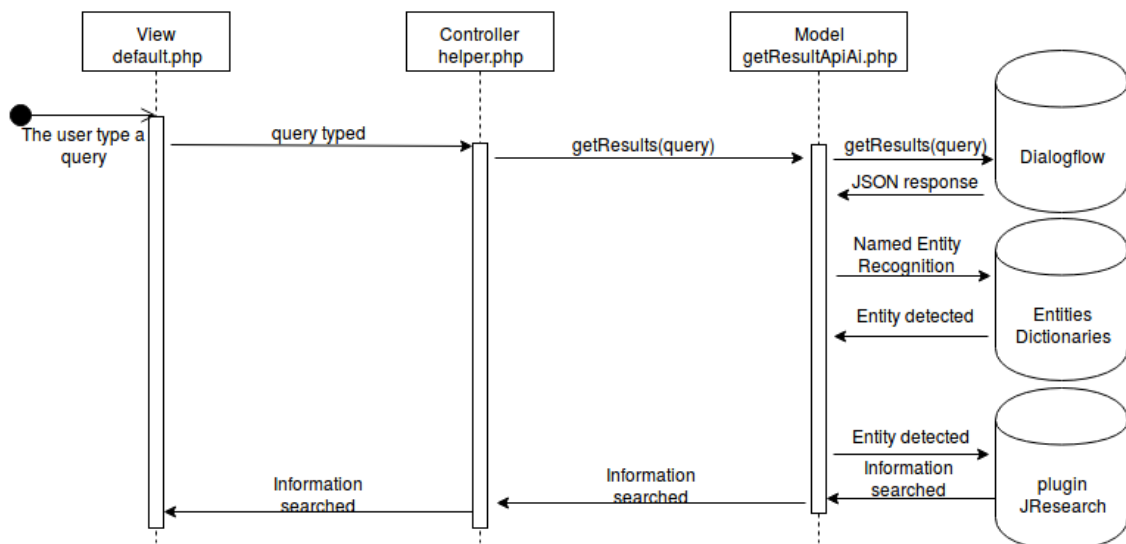 View
default.php
Controller
helper.php
Model
getResultApiAi.php
The user type a
query
query typed
getResults(query)
getResults(query)
Dialogflow
JSON response
Named Entity
Recognition
Entity detected
Entities
Dictionaries
Entity detected
Information
searched
Information
searched
Information
searched
plugin
JResearch